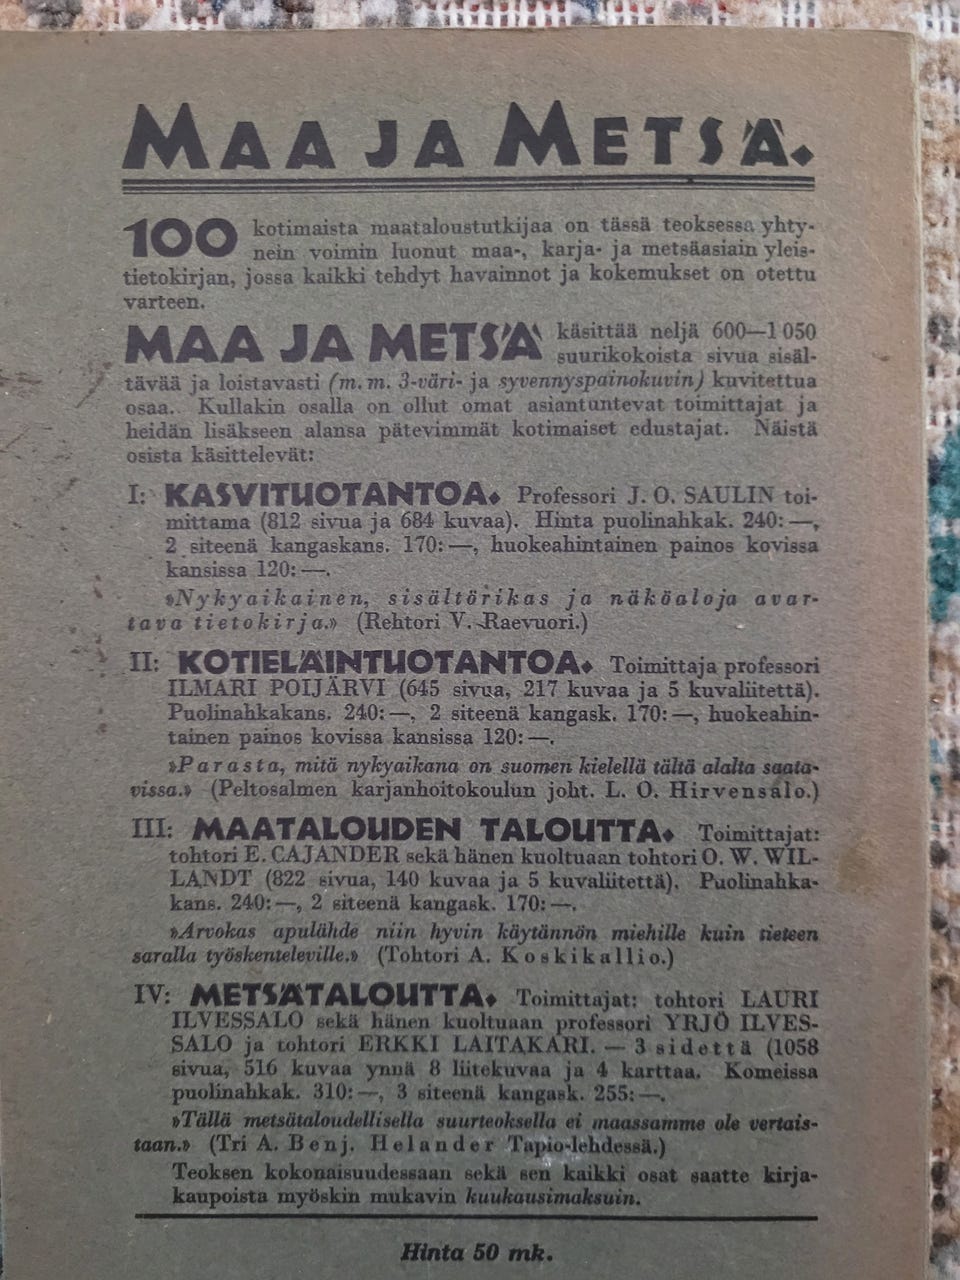 MAA JA METSÄ.
100 kotimaista maataloustutkijaa on tässä teoksessa yhty-
nein voimin luonut maa-, karja- ja metsäasiain yleis-
tietokirjan, jossa kaikki tehdyt havainnot ja kokemukset on otettu
varteen.
MAA JA METSÄ käsittää neljä 600—1 050
suurikokoista sivua sisäl-
tävää ja loistavasti (m. m. 3-väri- ja syvennyspainokuvin) kuvitettua
osaa. Kullakin osalla on ollut omat asiantuntevat toimittajat ja
heidän lisäkseen alansa pätevimmät kotimaiset edustajat. Näistä
osista käsittelevät:
I: KASVITUOTANTOA. Professori J. O. SAULIN toi-
mittama (812 sivua ja 684 kuvaa). Hinta puolinahkak. 240: —,
2 siteenä kangaskans. 170: —, huokeahintainen painos kovissa
kansissa 120: —.
»Nykyaikainen, sisältörikas ja näköaloja avar-
tava tietokirja.» (Rehtori V. Raevuori.)
II: KOTIELÄINTUOTANTOA. Toimittaja professori
ILMARI POIJÄRVI (645 sivua, 217 kuvaa ja 5 kuvaliitettä).
Puolinahkakans. 240: —, 2 siteenä kangask. 170: —, huokeahin-
tainen painos kovissa kansissa 120: —.
»Parasta, mitä nykyaikana on suomen kielellä tältä alalta saata-
vissa.» (Peltosalmen karjanhoitokoulun joht. L. O. Hirvensalo.)
III: MAATALOUDEN TALOUTTA. Toimittajat:
tohtori E. CAJANDER sekä hänen kuoltuaan tohtori O. W. WIL-
LANDT (822 sivua, 140 kuvaa ja 5 kuvaliitettä). Puolinahka-
kans. 240: —, 2 siteenä kangask. 170: —.
»Arvokas apulähde niin hyvin käytännön miehille kuin tieteen
saralla työskenteleville.» (Tohtori A. Koskikallio.)
IV: METSÄTALOUTTA. Toimittajat: tohtori LAURI
ILVESSALO sekä hänen kuoltuaan professori YRJÖ ILVES-
SALO ja tohtori ERKKI LAITAKARI. — 3 sidettä (1058
sivua, 516 kuvaa ynnä 8 liitekuvaa ja 4 karttaa. Komeissa
puolinahkak. 310: —, 3 siteenä kangask. 255: —.
»Tällä metsätaloudellisella suurteoksella ei maassamme ole vertais-
taan.» (Tri A. Benj. Helander Tapio-lehdessä.)
Teoksen kokonaisuudessaan sekä sen kaikki osat saatte kirja-
kaupoista myöskin mukavin kuukausimaksuin.
Hinta 50 mk.